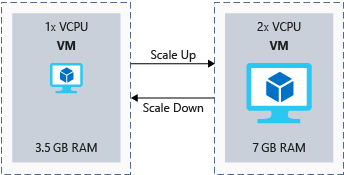 1x VCPU
VM
3.5 GB RAM
Scale Up
Scale Down
2x VCPU
VM
7 GB RAM